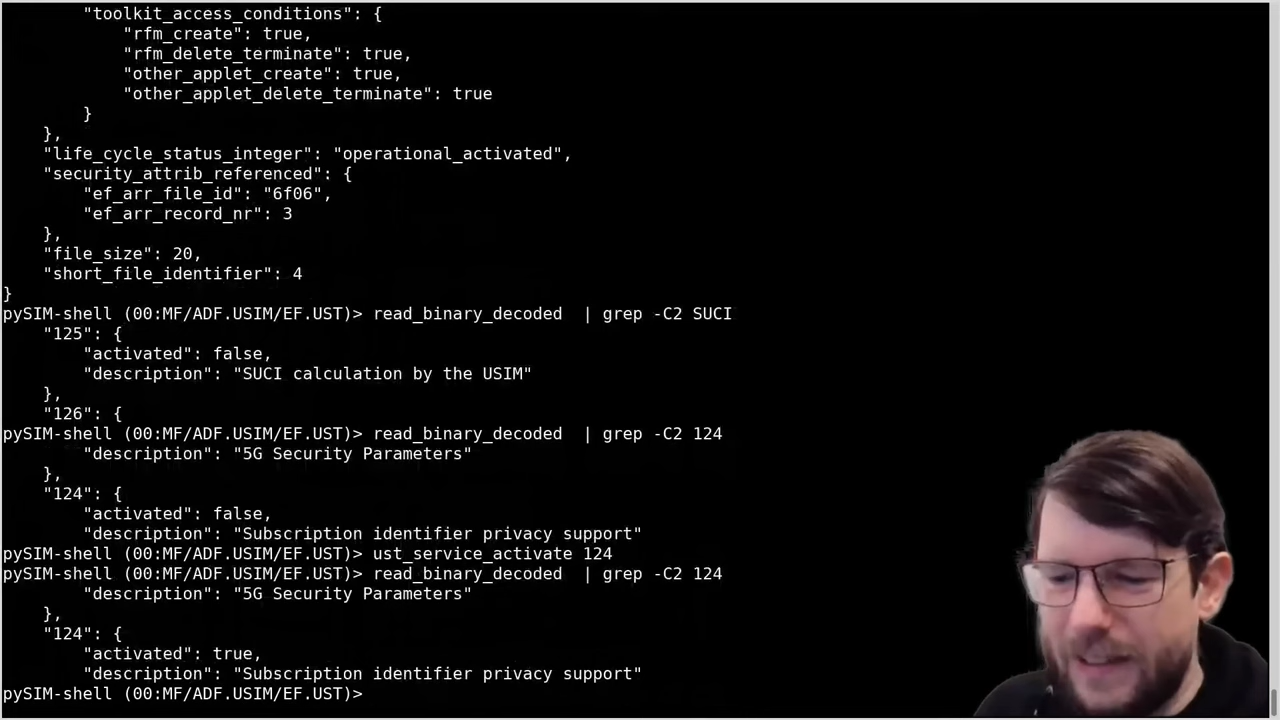 "toolkit_access_conditions": {
            "rfm_create": true,
            "rfm_delete_terminate": true,
            "other_applet_create": true,
            "other_applet_delete_terminate": true
        }
    },
    "life_cycle_status_integer": "operational_activated",
    "security_attrib_referenced": {
        "ef_arr_file_id": "6f06",
        "ef_arr_record_nr": 3
    },
    "file_size": 20,
    "short_file_identifier": 4
}
pySIM-shell (00:MF/ADF.USIM/EF.UST)> read_binary_decoded  | grep -C2 SUCI
    "125": {
        "activated": false,
        "description": "SUCI calculation by the USIM"
    },
    "126": {
pySIM-shell (00:MF/ADF.USIM/EF.UST)> read_binary_decoded  | grep -C2 124
        "description": "5G Security Parameters"
    },
    "124": {
        "activated": false,
        "description": "Subscription identifier privacy support"
pySIM-shell (00:MF/ADF.USIM/EF.UST)> ust_service_activate 124
pySIM-shell (00:MF/ADF.USIM/EF.UST)> read_binary_decoded  | grep -C2 124
        "description": "5G Security Parameters"
    },
    "124": {
        "activated": true,
        "description": "Subscription identifier privacy support"
pySIM-shell (00:MF/ADF.USIM/EF.UST)>